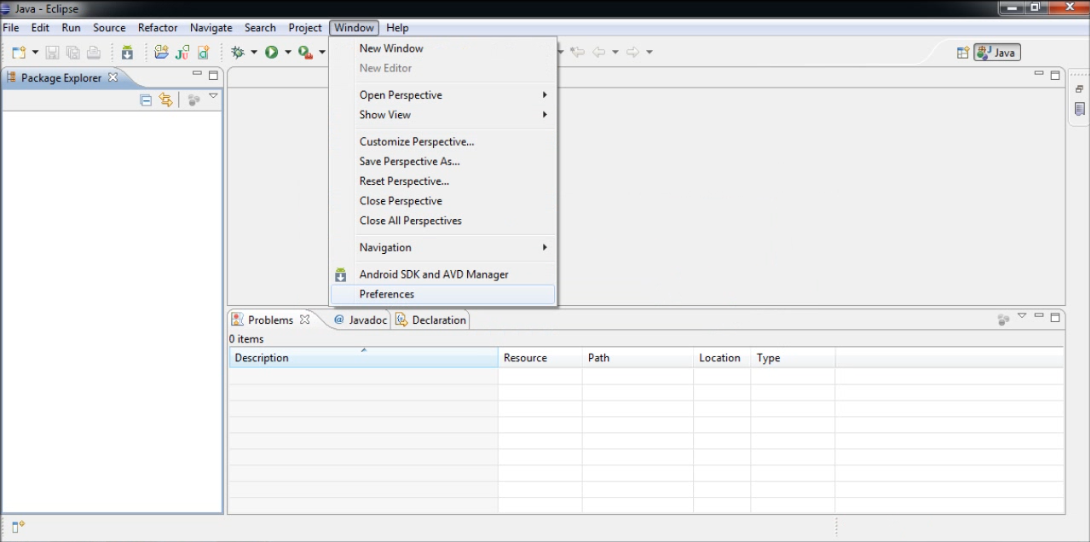 Java - Eclipse
File Edit Run Source Refactor Navigate Search Project Window Help
New Window
New Editor
Open Perspective
Show View
Customize Perspective...
Save Perspective As...
Reset Perspective...
Close Perspective
Close All Perspectives
Navigation
Android SDK and AVD Manager
Preferences
Java
Package Explorer
Problems @ Javadoc Declaration
0 items
Description Resource Path Location Type